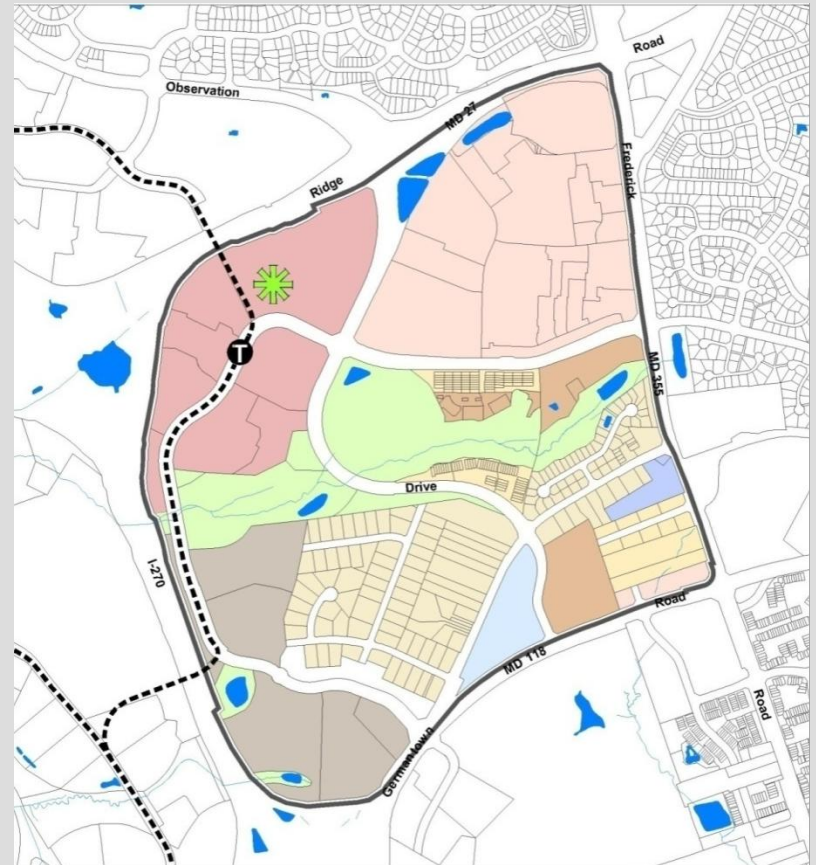 Road
Observation
MD 27
Frederick
Ridge
T
MD 355
Drive
I-270
Road
MD 118
Road
Germantown